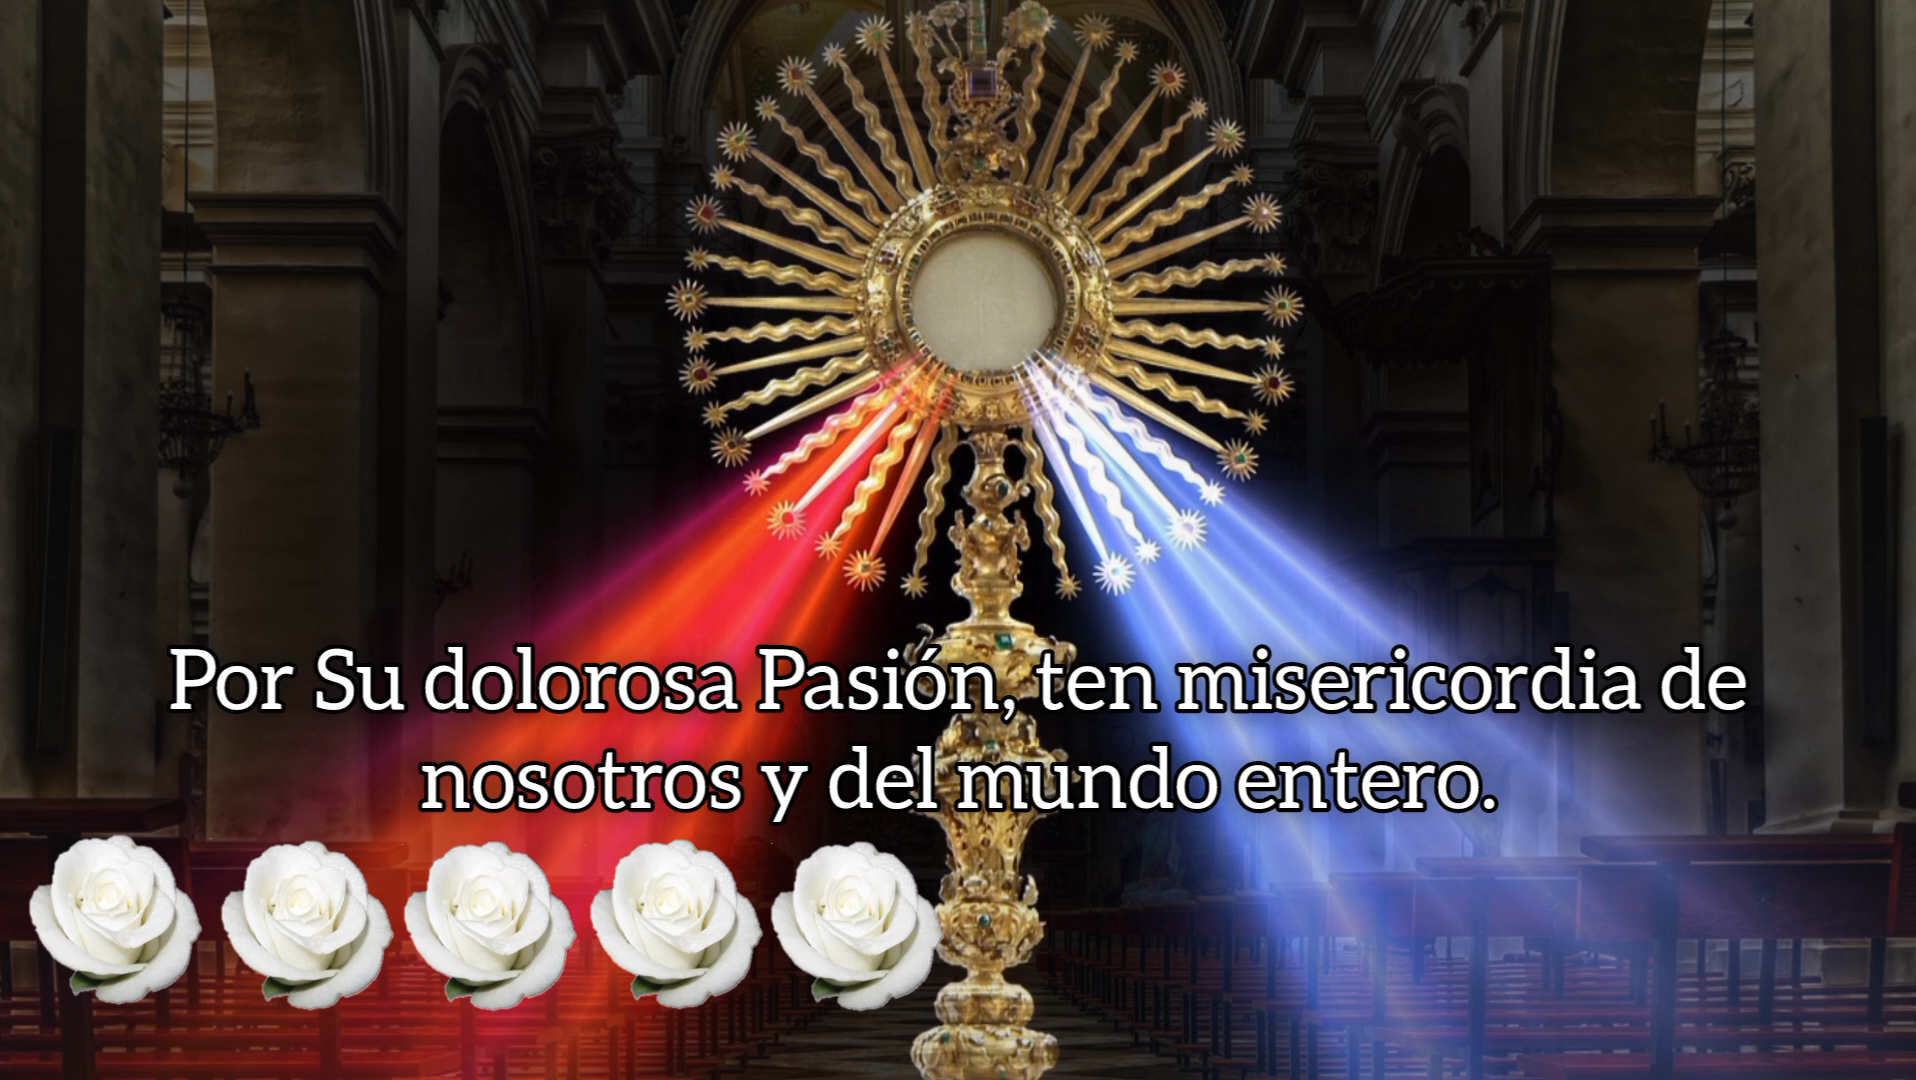 Por Su dolorosa Pasión, ten misericordia de
nosotros y del mundo entero.